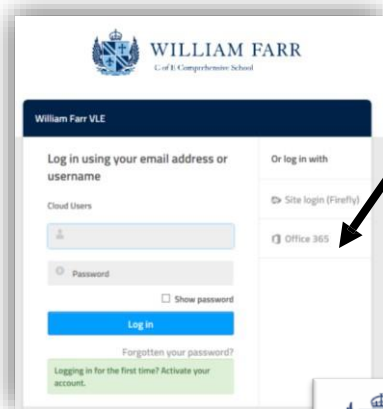 WILLIAM FARR
C of E Comprehensive School
William Farr VLE
Log in using your email address or
username
Cloud Users
Password
Show password
Log in
Forgotten your password?
Logging in for the first time? Activate your
account.
Or log in with
Site login (Firefly)
Office 365